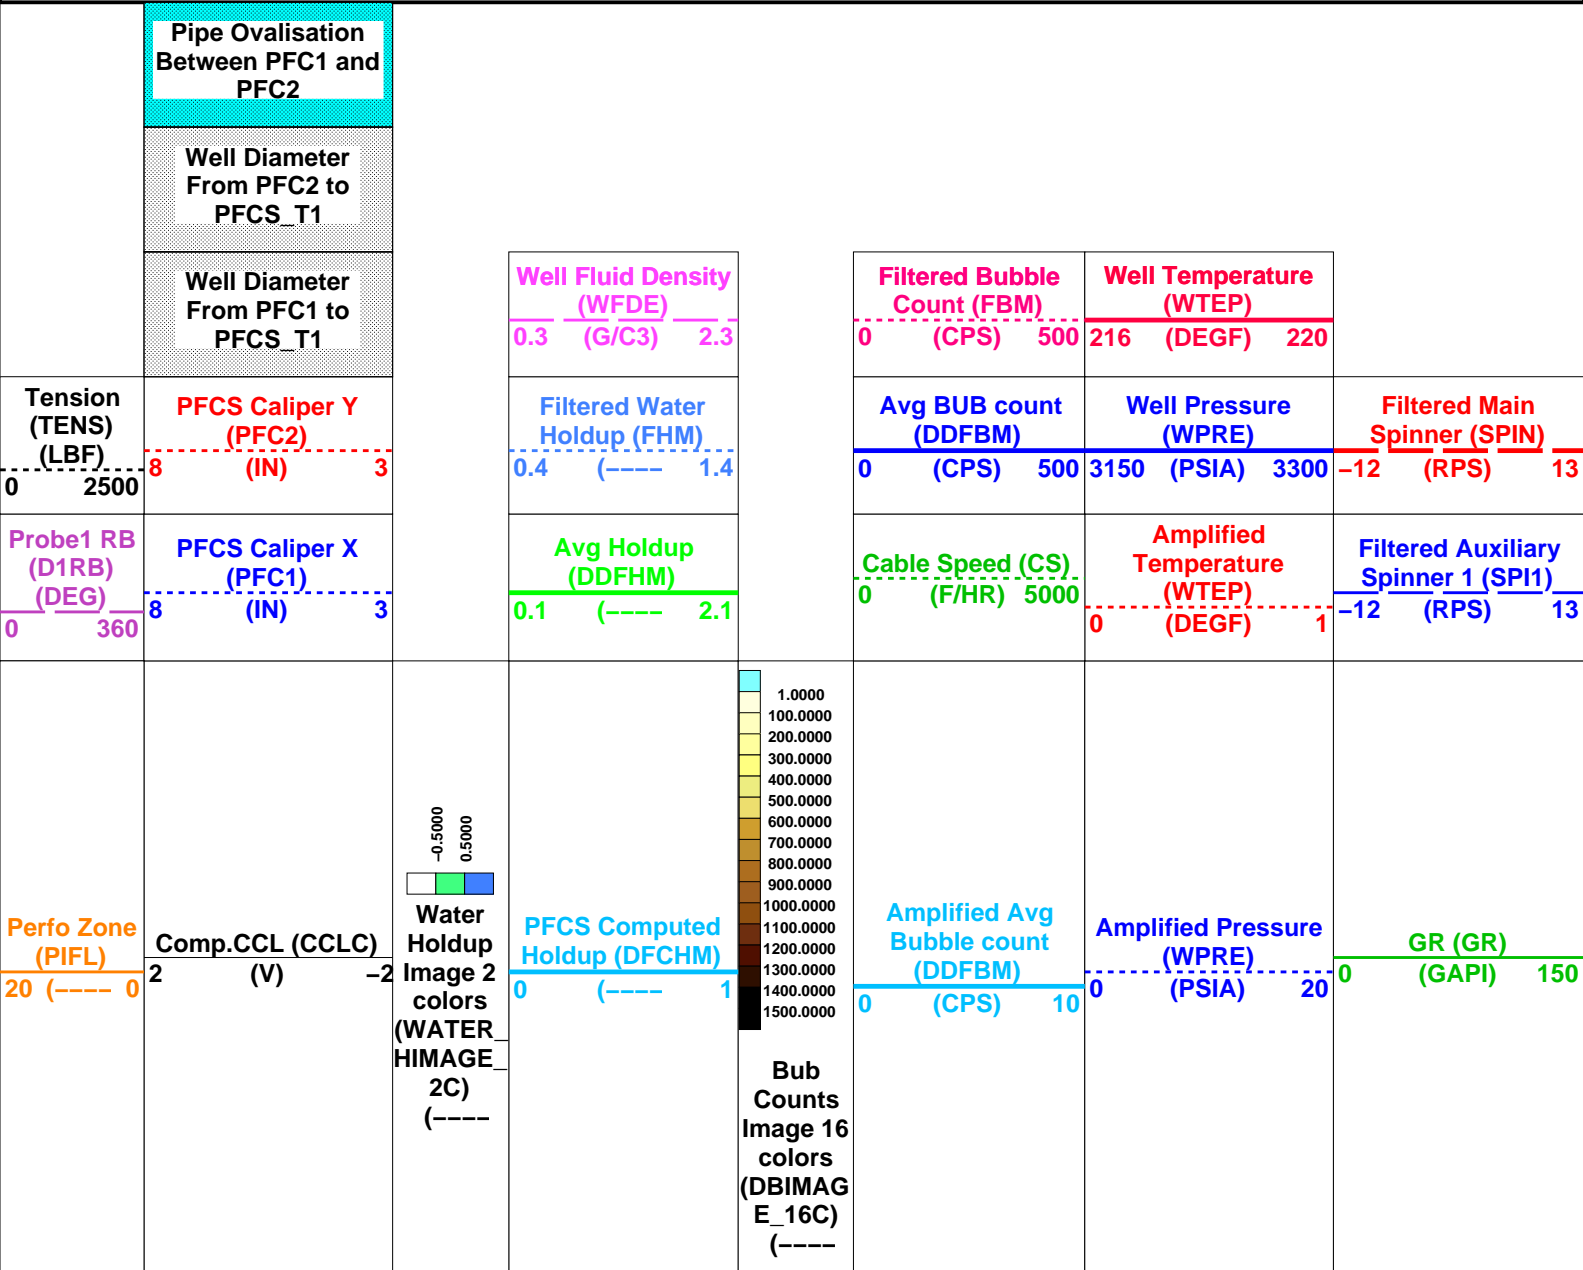 Pipe Ovalisation
Between PFC1 and
PFC2
Well Diameter
From PFC2 to
PFCS_T1
Well Diameter
From PFC1 to
PFCS_T1
Well Fluid Density
(WFDE)
0.3 (G/C3) 2.3
Filtered Bubble
Count (FBM)
0 (CPS) 500
Well Temperature
(WTEP)
216 (DEGF) 220
Tension
(TENS)
(LBF)
0 2500
PFCS Caliper Y
(PFC2)
8 (IN) 3
Filtered Water
Holdup (FHM)
0.4 (–––– 1.4
Avg BUB count
(DDFBM)
0 (CPS) 500
Well Pressure
(WPRE)
3150 (PSIA) 3300
Filtered Main
Spinner (SPIN)
–12 (RPS) 13
Probe1 RB
(D1RB)
(DEG)
0 360
PFCS Caliper X
(PFC1)
8 (IN) 3
Avg Holdup
(DDFHM)
0.1 (–––– 2.1
Cable Speed (CS)
0 (F/HR) 5000
Amplified
Temperature
(WTEP)
0 (DEGF) 1
Filtered Auxiliary
Spinner 1 (SPI1)
–12 (RPS) 13
Perfo Zone
(PIFL)
20 (–––– 0
Comp.CCL (CCLC)
2 (V) –2
–0.5000
0.5000
Water
Holdup
Image 2
colors
(WATER_
HIMAGE_
2C)
(––––
PFCS Computed
Holdup (DFCHM)
0 (–––– 1
1.0000
100.0000
200.0000
300.0000
400.0000
500.0000
600.0000
700.0000
800.0000
900.0000
1000.0000
1100.0000
1200.0000
1300.0000
1400.0000
1500.0000
Bub
Counts
Image 16
colors
(DBIMAG
E_16C)
(––––
Amplified Avg
Bubble count
(DDFBM)
0 (CPS) 10
Amplified Pressure
(WPRE)
0 (PSIA) 20
GR (GR)
0 (GAPI) 150